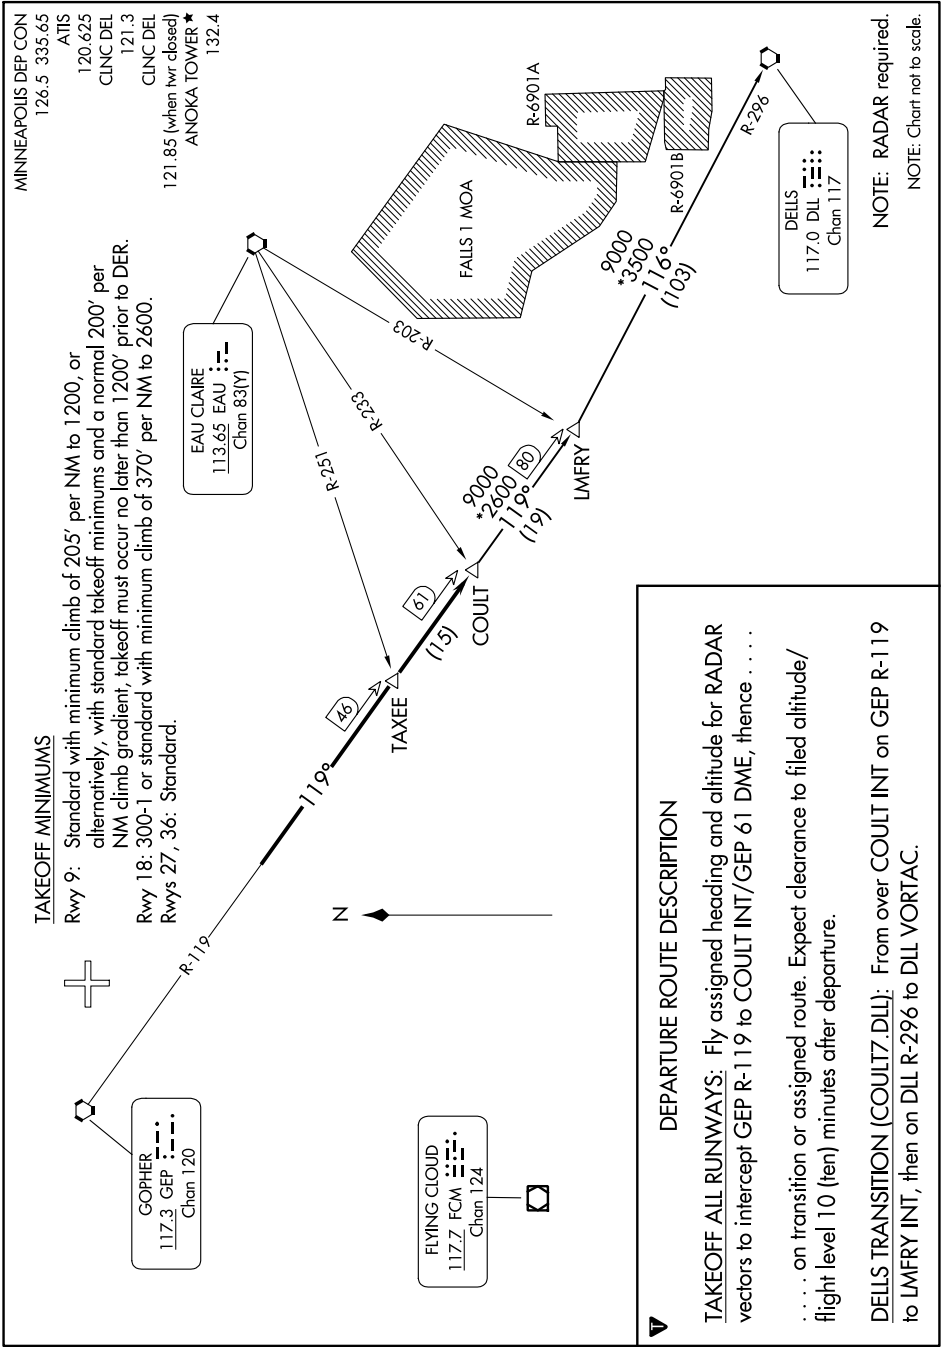 MINNEAPOLIS DEP CON
126.5 335.65
ATIS
120.625
CLNC DEL
121.3
CLNC DEL
121.85 (when twr closed)
ANOKA TOWER★
132.4
TAKEOFF MINIMUMS
Rwy 9: Standard with minimum climb of 205' per NM to 1200, or
alternatively, with standard takeoff minimums and a normal 200' per
NM climb gradient, takeoff must occur no later than 1200' prior to DER.
Rwy 18: 300-1 or standard with minimum climb of 370' per NM to 2600.
Rwys 27, 36: Standard.
GOPHER
117.3 GEP
Chan 120
R-119
119°
N
FLYING CLOUD
117.7 FCM
Chan 124
EAU CLAIRE
113.65 EAU
Chan 83(Y)
R-251
R-233
R-203
46
TAXEE
(15)
61
COULT
9000
*2600
119°
(19)
80
LMFRY
FALLS 1 MOA
R-6901A
R-6901B
9000
*3500
116°
(103)
R-296
DELLS
117.0 DLL
Chan 117
NOTE: RADAR required.
NOTE: Chart not to scale.
T
DEPARTURE ROUTE DESCRIPTION
TAKEOFF ALL RUNWAYS: Fly assigned heading and altitude for RADAR
vectors to intercept GEP R-119 to COULT INT/GEP 61 DME, thence . . . .
. . . . on transition or assigned route. Expect clearance to filed altitude/
flight level 10 (ten) minutes after departure.
DELLS TRANSITION (COULT7.DLL): From over COULT INT on GEP R-119
to LMFRY INT, then on DLL R-296 to DLL VORTAC.